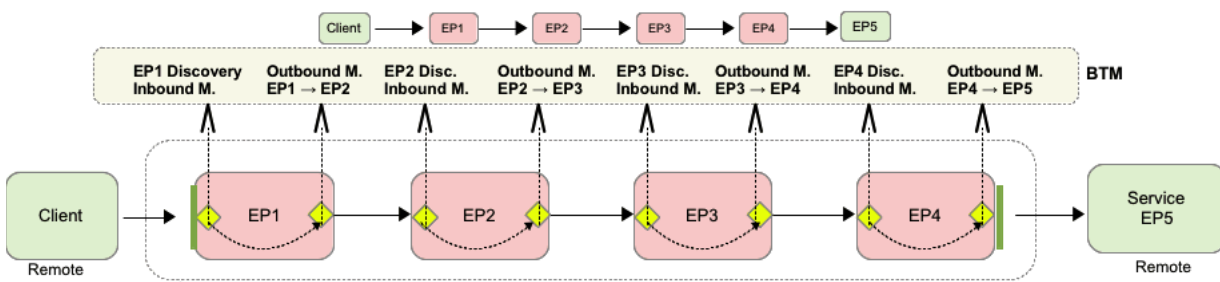 Client
EP1
EP2
EP3
EP4
EP5
EP1 Discovery
Inbound M.
Outbound M.
EP1 → EP2
EP2 Disc.
Inbound M.
Outbound M.
EP2 → EP3
EP3 Disc.
Inbound M.
Outbound M.
EP3 → EP4
EP4 Disc.
Inbound M.
Outbound M.
EP4 → EP5
BTM
Client
EP1
EP2
EP3
EP4
Service
EP5
Remote
Remote